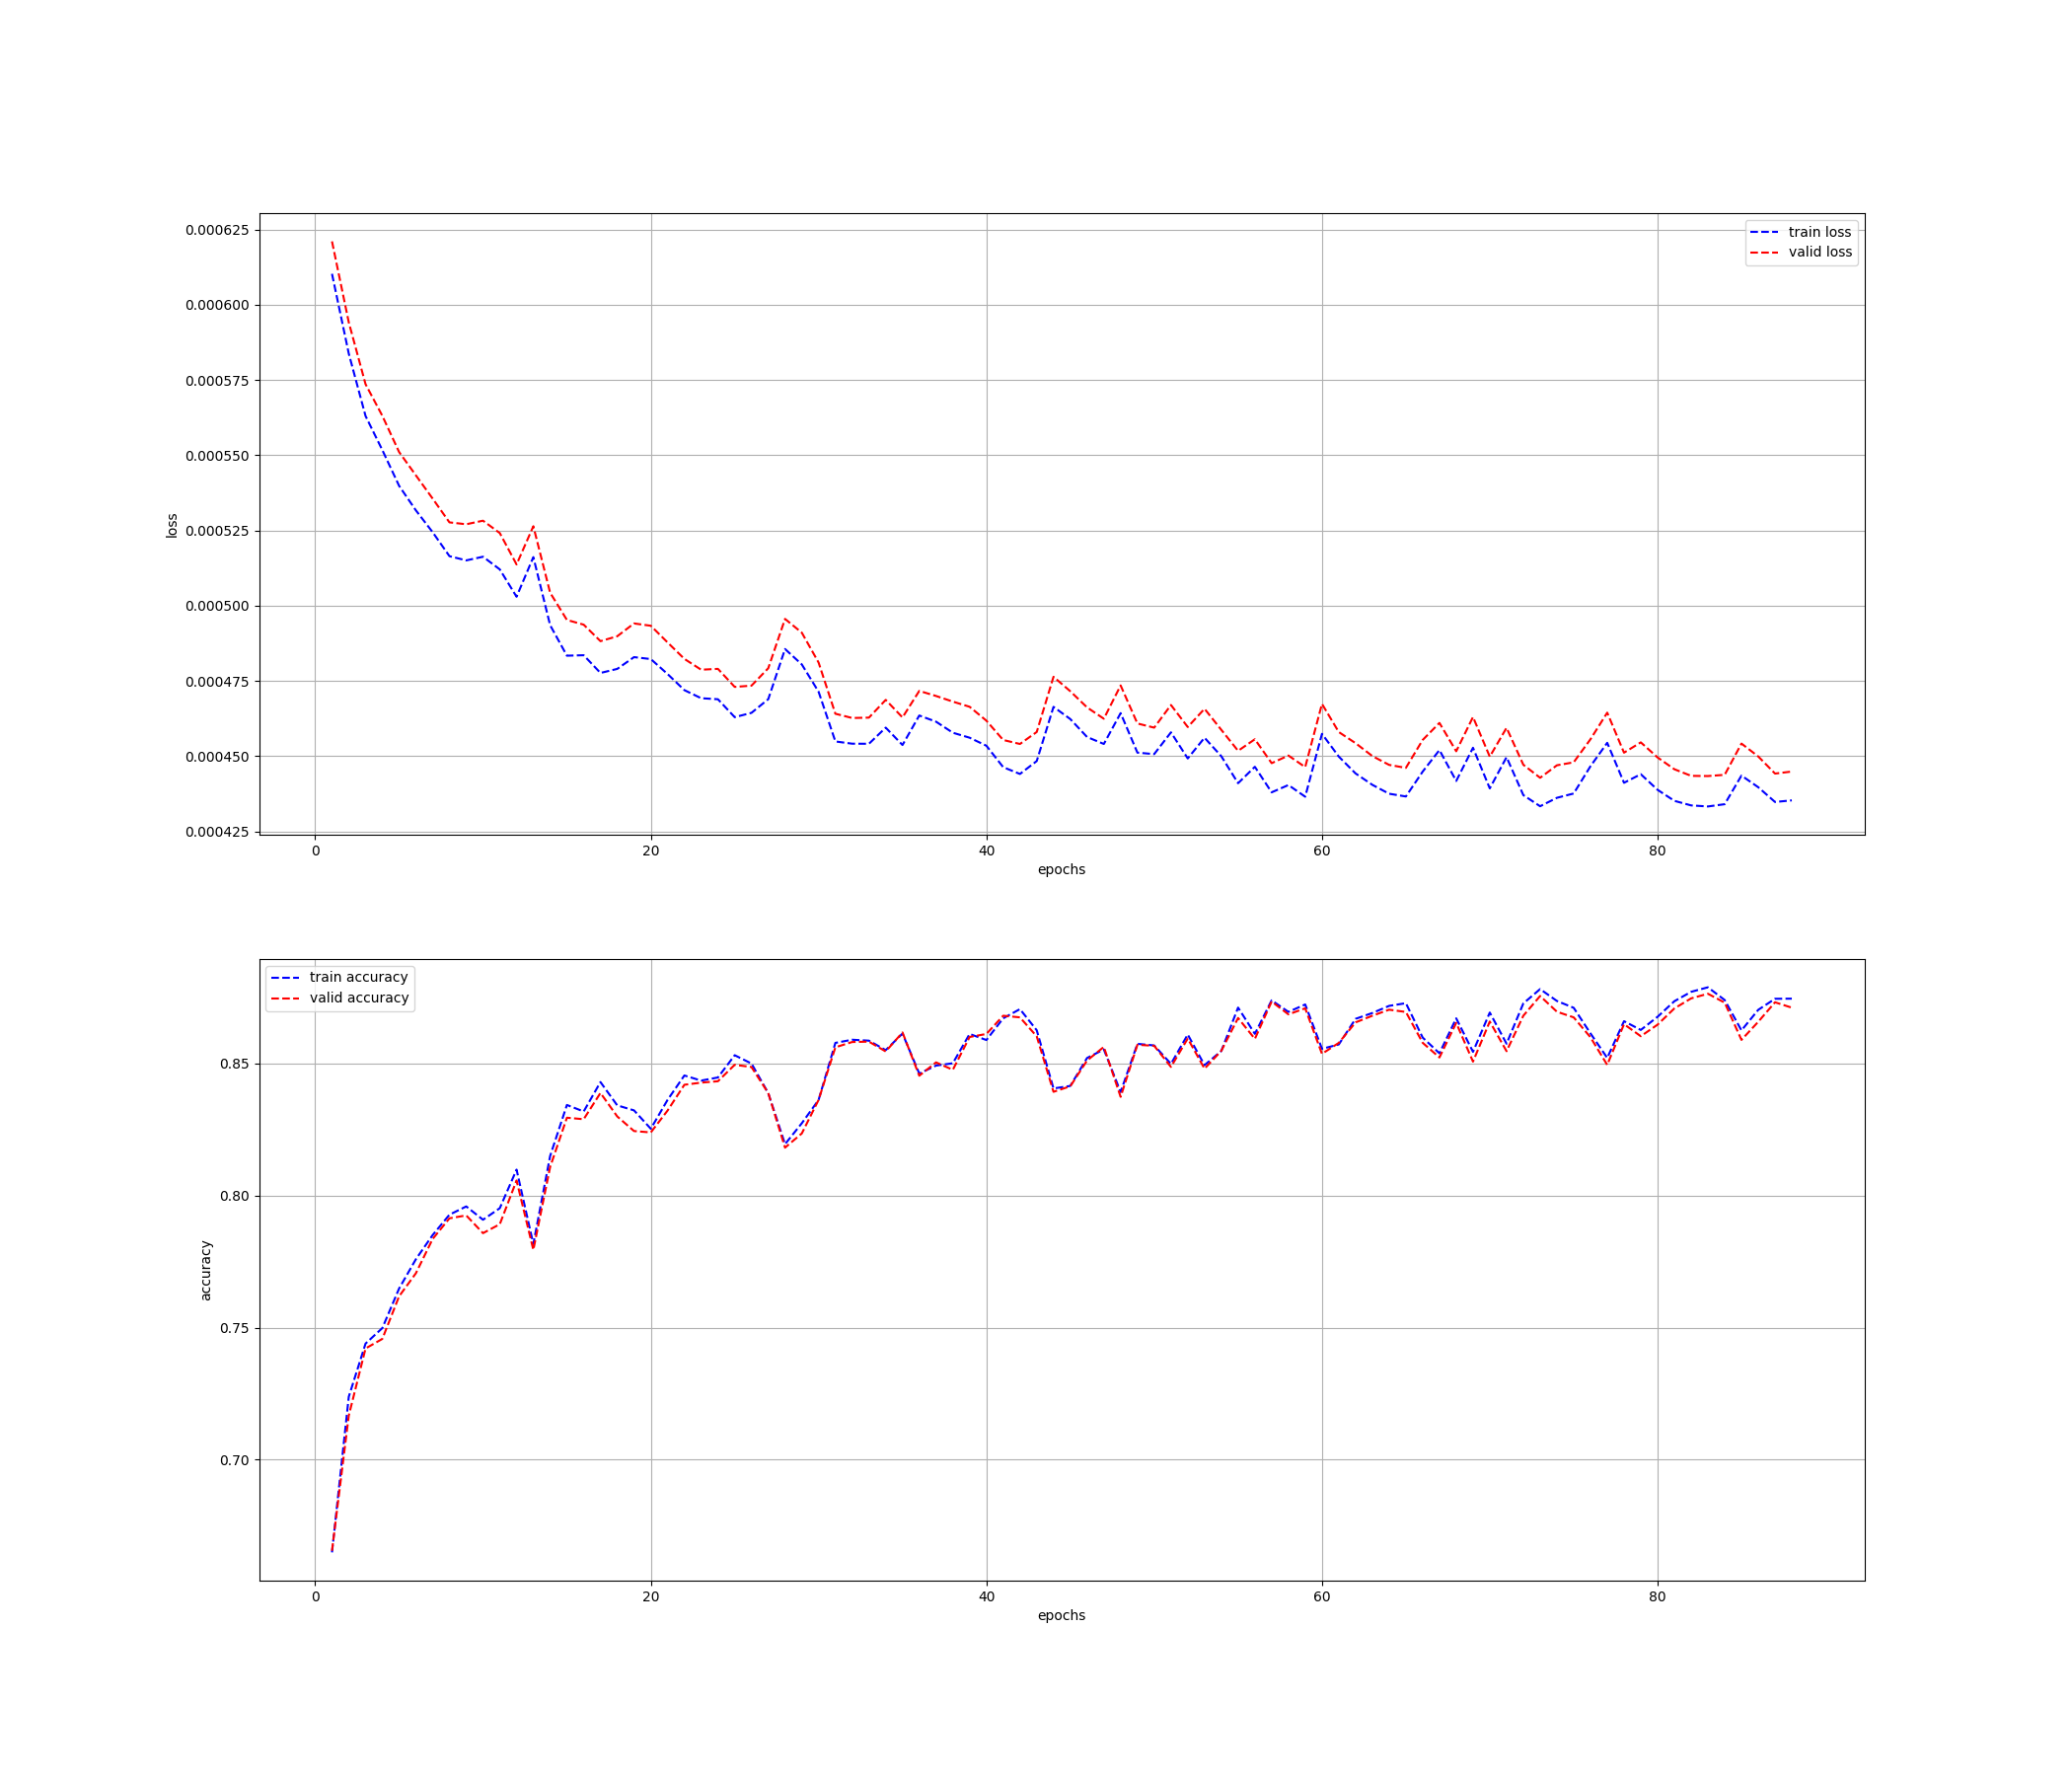 0.000625
0.000600
0.000575
0.000550
0.000525
0.000500
0.000475
0.000450
0.000425
loss
train loss
valid loss
0 20 40 60 80
epochs
train accuracy
valid accuracy
0.85
0.80
0.75
0.70
accuracy
0 20 40 60 80
epochs